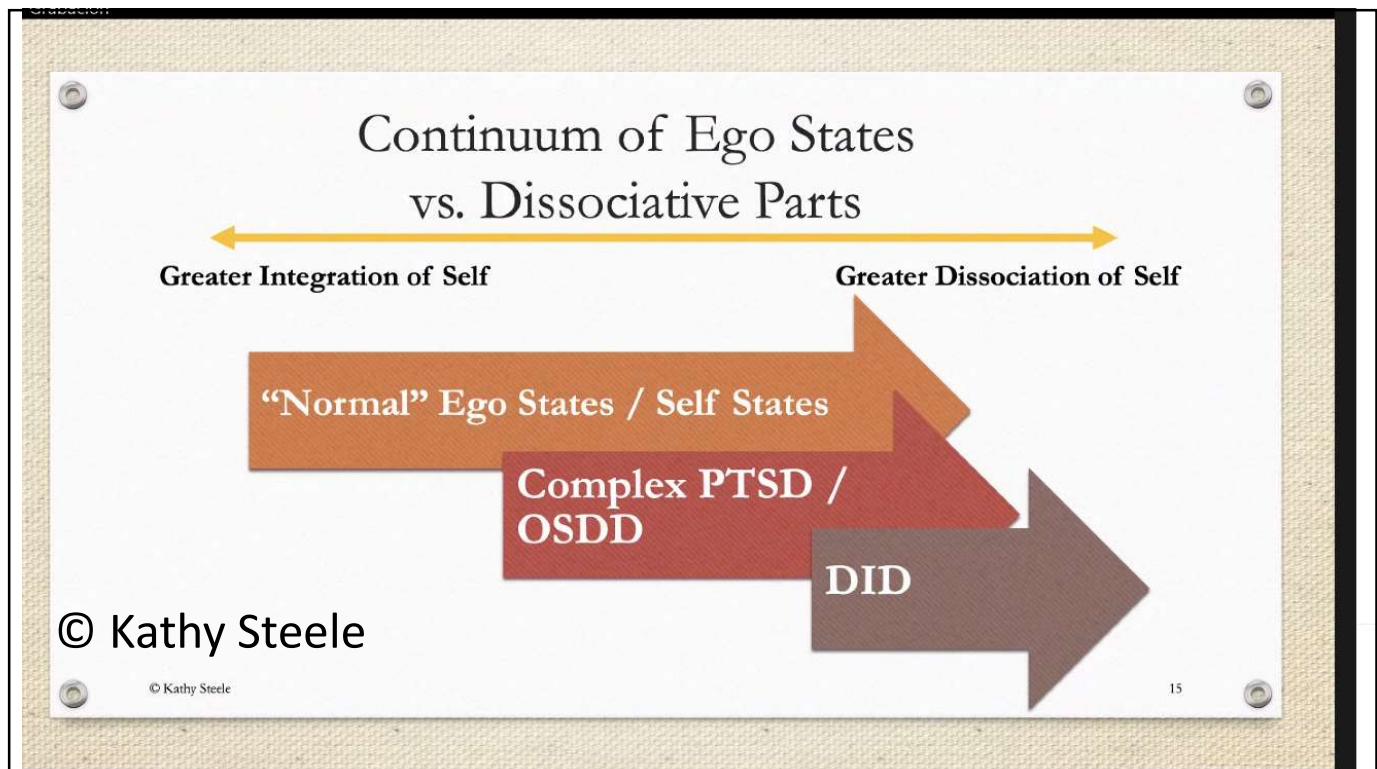 Grabación
Continuum of Ego States
vs. Dissociative Parts
Greater Integration of Self
Greater Dissociation of Self
“Normal” Ego States / Self States
Complex PTSD /
OSDD
DID
© Kathy Steele
© Kathy Steele
15